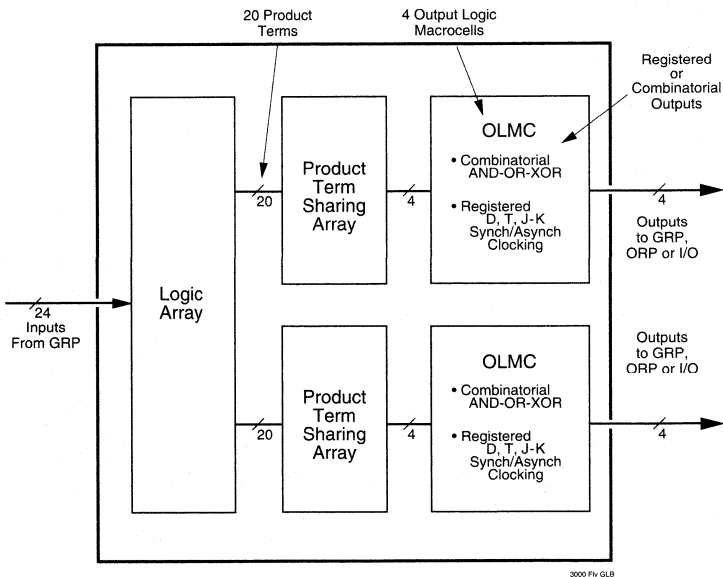 20 Product
Terms
4 Output Logic
Macrocells
Registered
or
Combinatorial
Outputs
Logic
Array
20
Product
Term
Sharing
Array
4
OLMC
• Combinatorial
AND-OR-XOR
• Registered
D, T, J-K
Synch/Asynch
Clocking
4
Outputs
to GRP,
ORP or I/O
24
Inputs
From GRP
20
Product
Term
Sharing
Array
4
OLMC
• Combinatorial
AND-OR-XOR
• Registered
D, T, J-K
Synch/Asynch
Clocking
Outputs
to GRP,
ORP or I/O
4
3000 Flv GLB